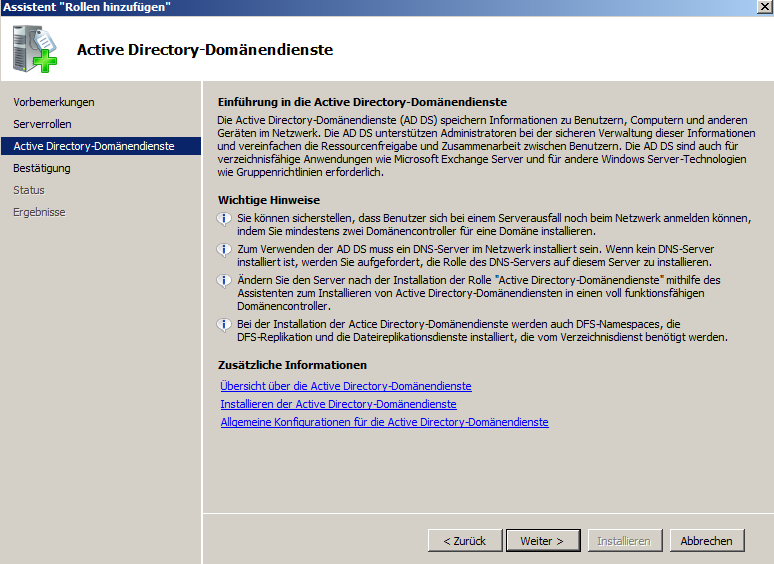 Assistent "Rollen hinzufügen"
Active Directory-Domänendienste
Vorbemerkungen
Serverrollen
Active Directory-Domänendienste
Bestätigung
Status
Ergebnisse
Einführung in die Active Directory-Domänendienste
Die Active Directory-Domänendienste (AD DS) speichern Informationen zu Benutzern, Computern und anderen
Geräten im Netzwerk. Die AD DS unterstützen Administratoren bei der sicheren Verwaltung dieser Informationen
und vereinfachen die Ressourcenfreigabe und Zusammenarbeit zwischen Benutzern. Die AD DS sind auch für
verzeichnisfähige Anwendungen wie Microsoft Exchange Server und für andere Windows Server-Technologien
wie Gruppenrichtlinien erforderlich.
Wichtige Hinweise
Sie können sicherstellen, dass Benutzer sich bei einem Serverausfall noch beim Netzwerk anmelden können,
indem Sie mindestens zwei Domänencontroller für eine Domäne installieren.
Zum Verwenden der AD DS muss ein DNS-Server im Netzwerk installiert sein. Wenn kein DNS-Server
installiert ist, werden Sie aufgefordert, die Rolle des DNS-Servers auf diesem Server zu installieren.
Ändern Sie den Server nach der Installation der Rolle "Active Directory-Domänendienste" mithilfe des
Assistenten zum Installieren von Active Directory-Domänendiensten in einen voll funktionsfähigen
Domänencontroller.
Bei der Installation der Actice Directory-Domänendienste werden auch DFS-Namespaces, die
DFS-Replikation und die Dateireplikationsdienste installiert, die vom Verzeichnisdienst benötigt werden.
Zusätzliche Informationen
Übersicht über die Active Directory-Domänendienste
Installieren der Active Directory-Domänendienste
Allgemeine Konfigurationen für die Active Directory-Domänendienste
< Zurück
Weiter >
Installieren
Abbrechen